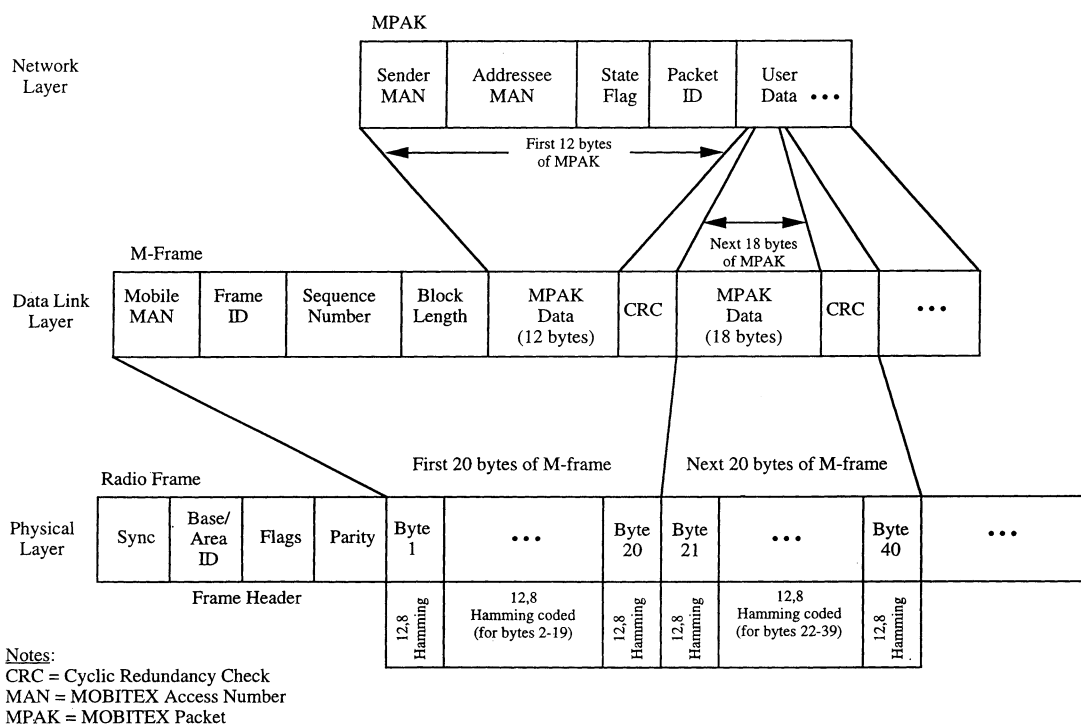 MPAK
Network
Layer
Sender
MAN
Addressee
MAN
State
Flag
Packet
ID
User
Data •••
First 12 bytes
of MPAK
Next 18 bytes
of MPAK
M-Frame
Data Link
Layer
Mobile
MAN
Frame
ID
Sequence
Number
Block
Length
MPAK
Data
(12 bytes)
CRC
MPAK
Data
(18 bytes)
CRC
•••
First 20 bytes of M-frame
Next 20 bytes of M-frame
Radio Frame
Physical
Layer
Sync
Base/
Area
ID
Flags
Parity
Byte
1
•••
Byte
20
Byte
21
•••
Byte
40
•••
Frame Header
12,8
Hamming
12,8
Hamming coded
(for bytes 2-19)
12,8
Hamming
12,8
Hamming
12,8
Hamming coded
(for bytes 22-39)
12,8
Hamming
Notes:
CRC = Cyclic Redundancy Check
MAN = MOBITEX Access Number
MPAK = MOBITEX Packet